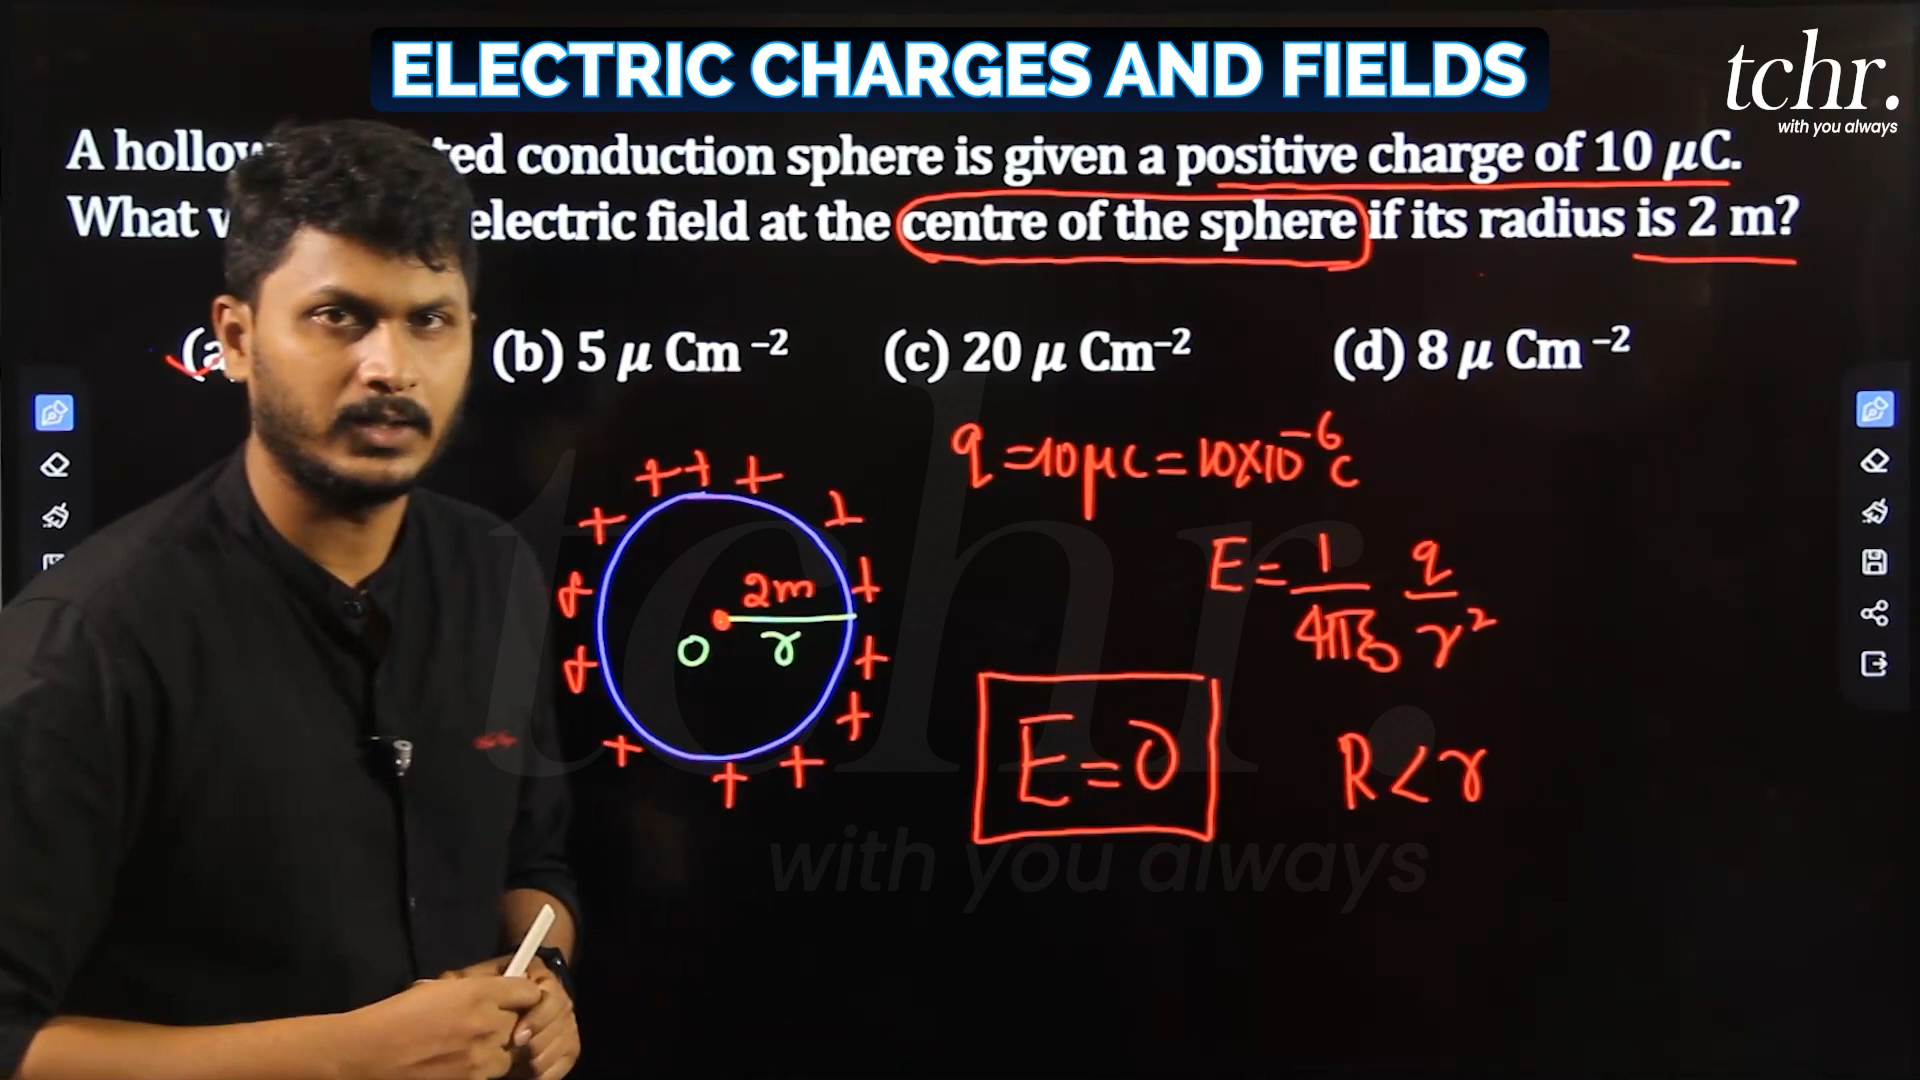 ELECTRIC CHARGES AND FIELDS
tchr.
with you always
A hollow ted conduction sphere is given a positive charge of 10 μC.
What electric field at the centre of the sphere if its radius is 2 m?
(a (b) 5 μ Cm⁻² (c) 20 μ Cm⁻² (d) 8 μ Cm⁻²
q = 10μC = 10×10⁻⁶C
E = 1/4πε₀ q/r²
2m
O r
E = 0
R < r
tchr.
with you always